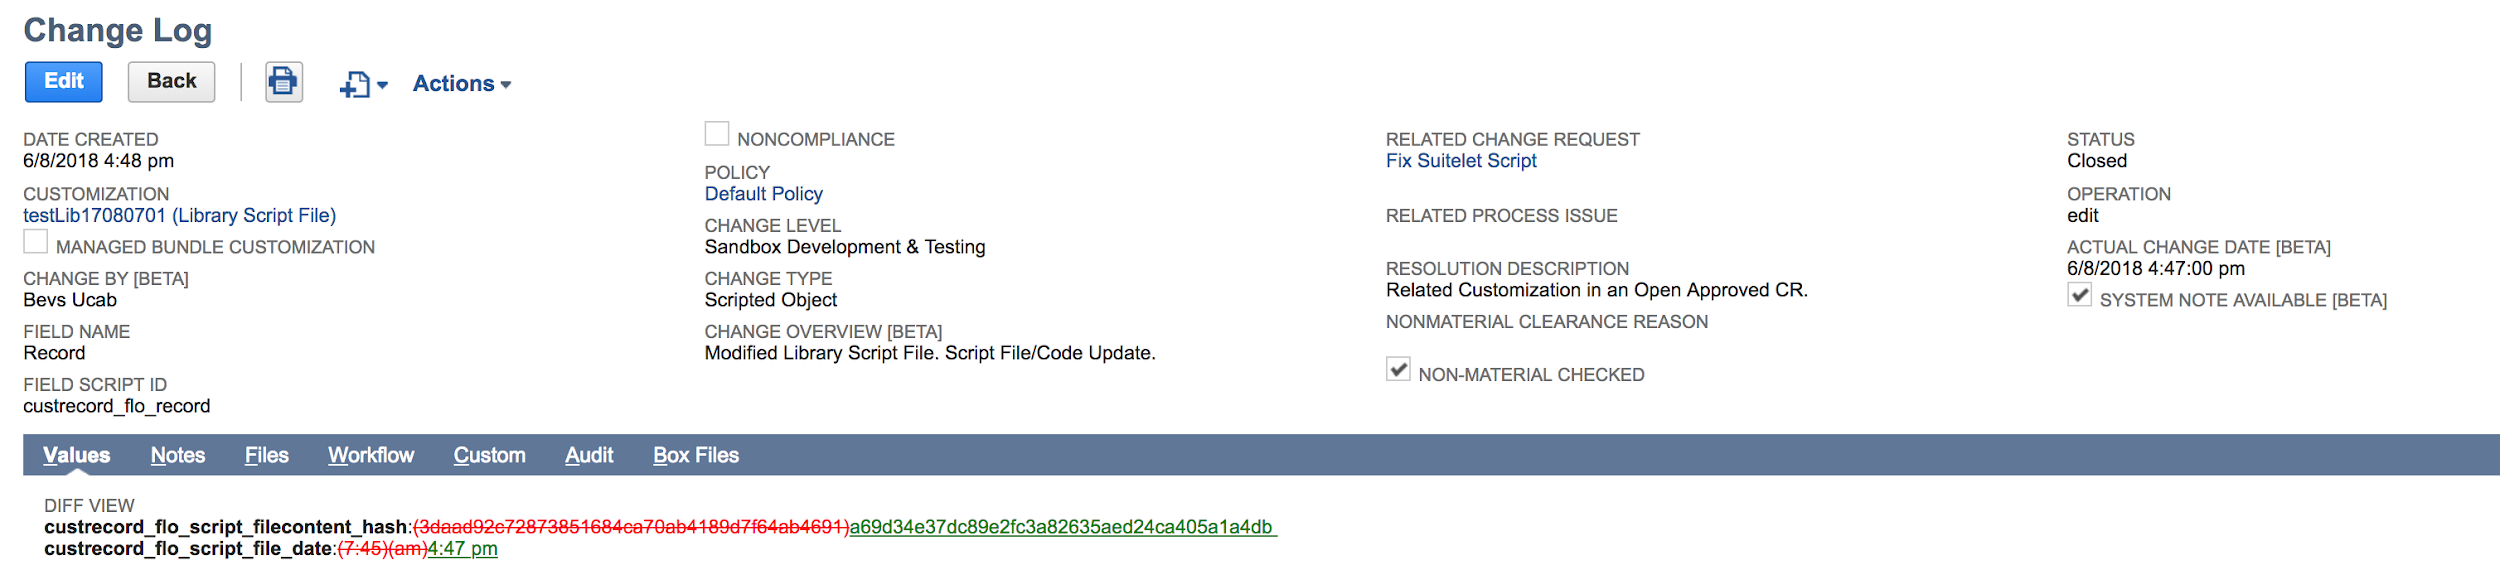 Change Log
Edit Back Actions
DATE CREATED
6/8/2018 4:48 pm
CUSTOMIZATION
testLib17080701 (Library Script File)
MANAGED BUNDLE CUSTOMIZATION
CHANGE BY [BETA]
Bevs Ucab
FIELD NAME
Record
FIELD SCRIPT ID
custrecord_flo_record
NONCOMPLIANCE
POLICY
Default Policy
CHANGE LEVEL
Sandbox Development & Testing
CHANGE TYPE
Scripted Object
CHANGE OVERVIEW [BETA]
Modified Library Script File. Script File/Code Update.
RELATED CHANGE REQUEST
Fix Suitelet Script
RELATED PROCESS ISSUE
RESOLUTION DESCRIPTION
Related Customization in an Open Approved CR.
NONMATERIAL CLEARANCE REASON
NON-MATERIAL CHECKED
STATUS
Closed
OPERATION
edit
ACTUAL CHANGE DATE [BETA]
6/8/2018 4:47:00 pm
SYSTEM NOTE AVAILABLE [BETA]
Values Notes Files Workflow Custom Audit Box Files
DIFF VIEW
custrecord_flo_script_filecontent_hash:(3daad92c72873851684ca70ab4189d7f64ab4691)a69d34e37dc89e2fc3a82635aed24ca405a1a4db
custrecord_flo_script_file_date:(7:45)(am)4:47 pm